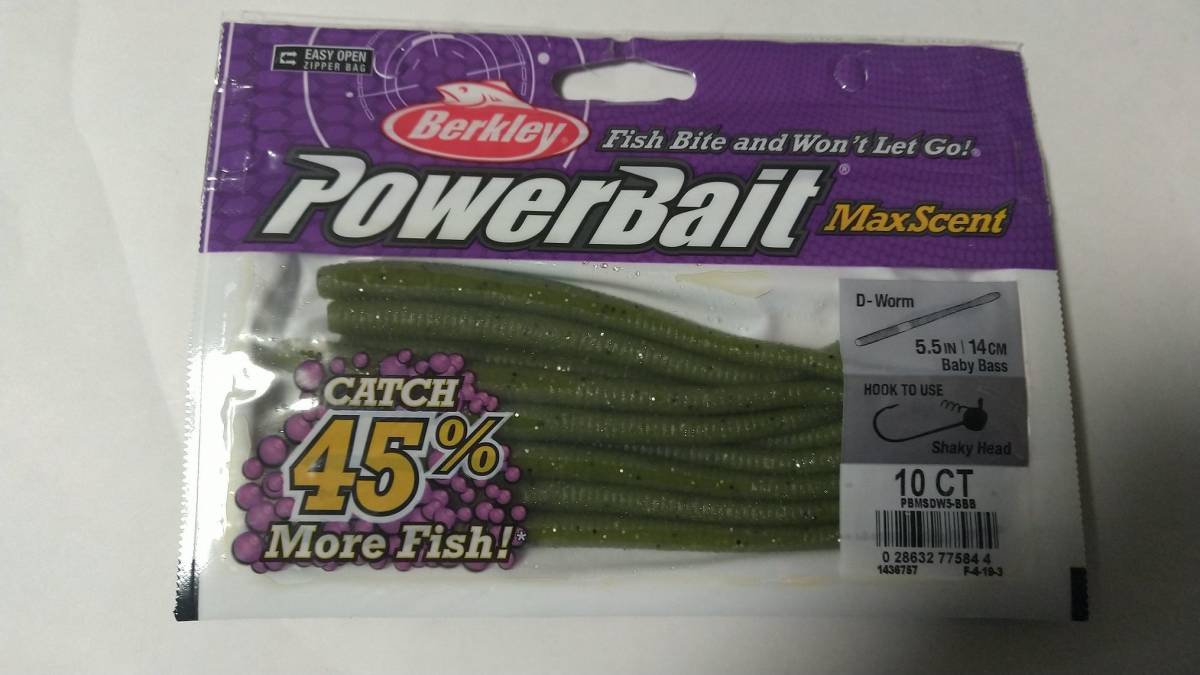 EASY OPEN
ZIPPER BAG
Berkley®
Fish Bite and Won't Let Go!®
PowerBait®
MaxScent
D-Worm
5.5IN | 14CM
Baby Bass
HOOK TO USE
Shaky Head
CATCH
45%
More Fish!*
10 CT
PBMSDW5-BBB
0 28632 77584 4
1436757 F-4-19-3